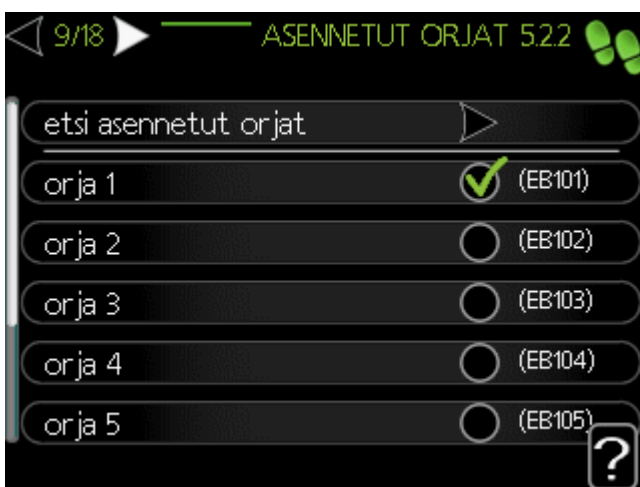 9/18 ASENNETUT ORJAT 5.2.2
etsi asennetut orjat
orja 1 (EB101)
orja 2 (EB102)
orja 3 (EB103)
orja 4 (EB104)
orja 5 (EB105)
?